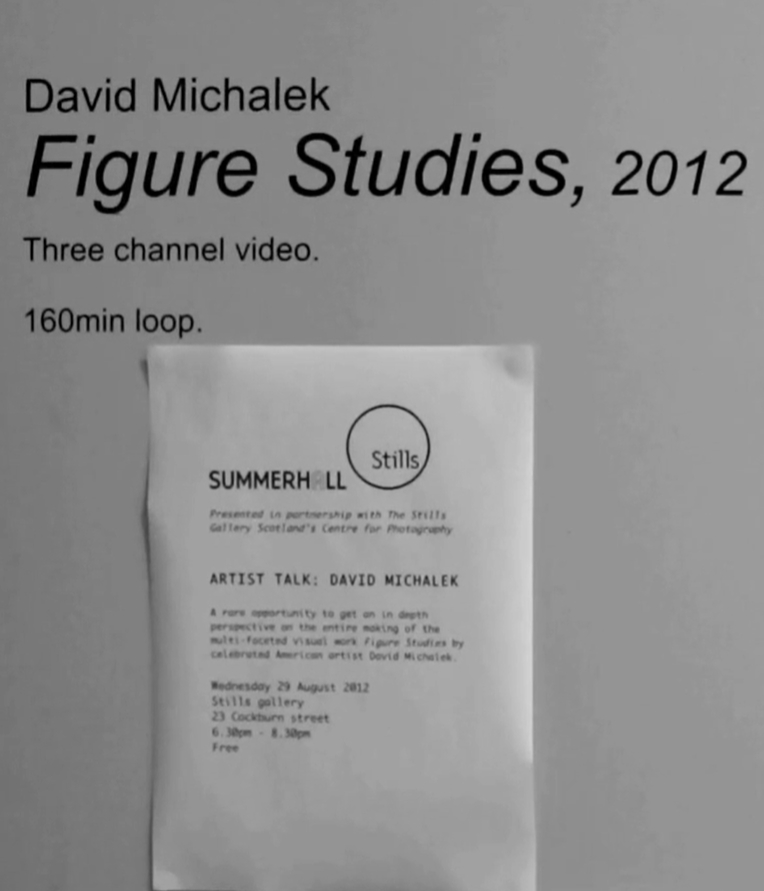 David Michalek
Figure Studies, 2012
Three channel video.
160min loop.
Stills
SUMMERHALL
Presented in partnership with The Stills
Gallery Scotland's Centre for Photography
ARTIST TALK: DAVID MICHALEK
A rare opportunity to get an in depth
perspective on the entire making of the
multi-faceted visual work Figure Studies by
celebrated American artist David Michalek.
Wednesday 29 August 2012
Stills gallery
23 Cockburn street
6.30pm - 8.30pm
Free